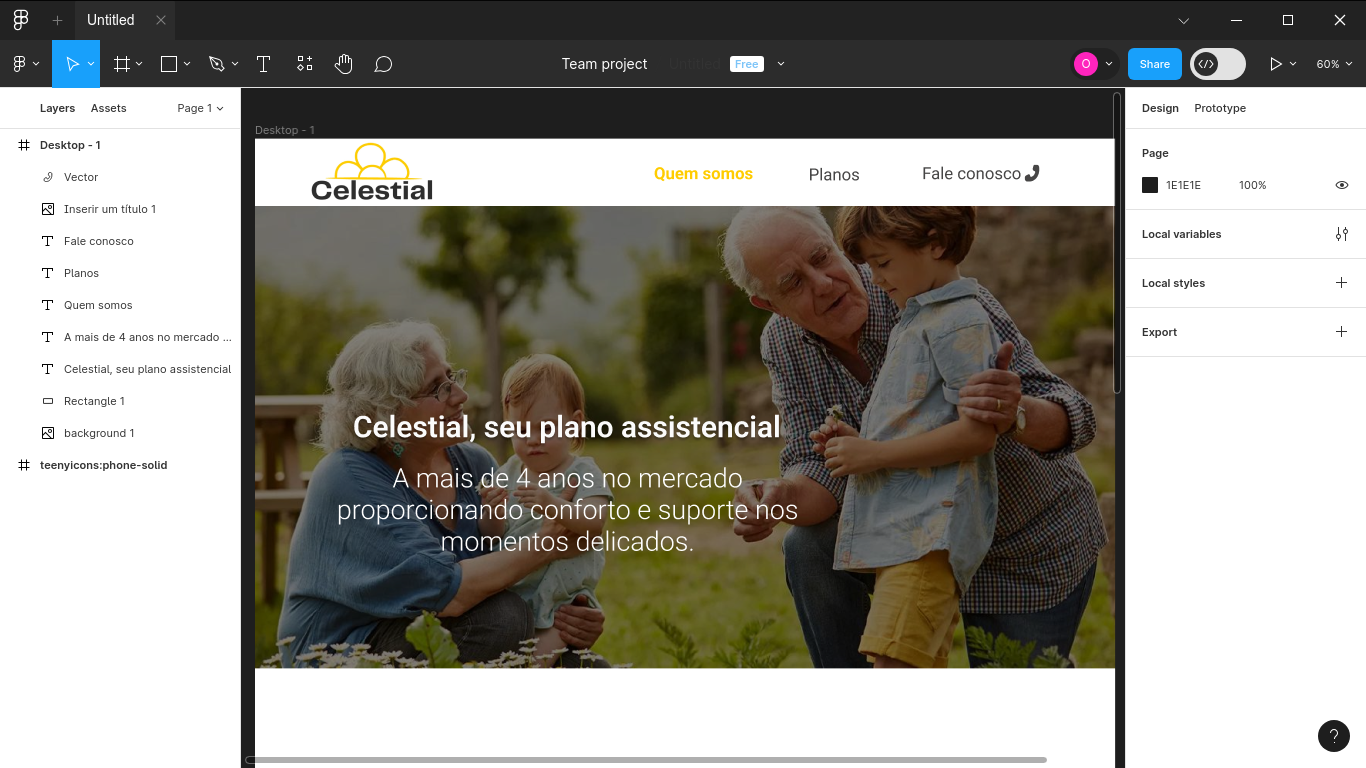 Untitled
Team project
Untitled
Free
O
Share
60%
Layers
Assets
Page 1
Design
Prototype
Desktop - 1
Vector
Inserir um título 1
Fale conosco
Planos
Quem somos
A mais de 4 anos no mercado ...
Celestial, seu plano assistencial
Rectangle 1
background 1
teenyicons:phone-solid
Desktop - 1
Celestial
Quem somos
Planos
Fale conosco
Celestial, seu plano assistencial
A mais de 4 anos no mercado
proporcionando conforto e suporte nos
momentos delicados.
Page
1E1E1E
100%
Local variables
Local styles
Export
?